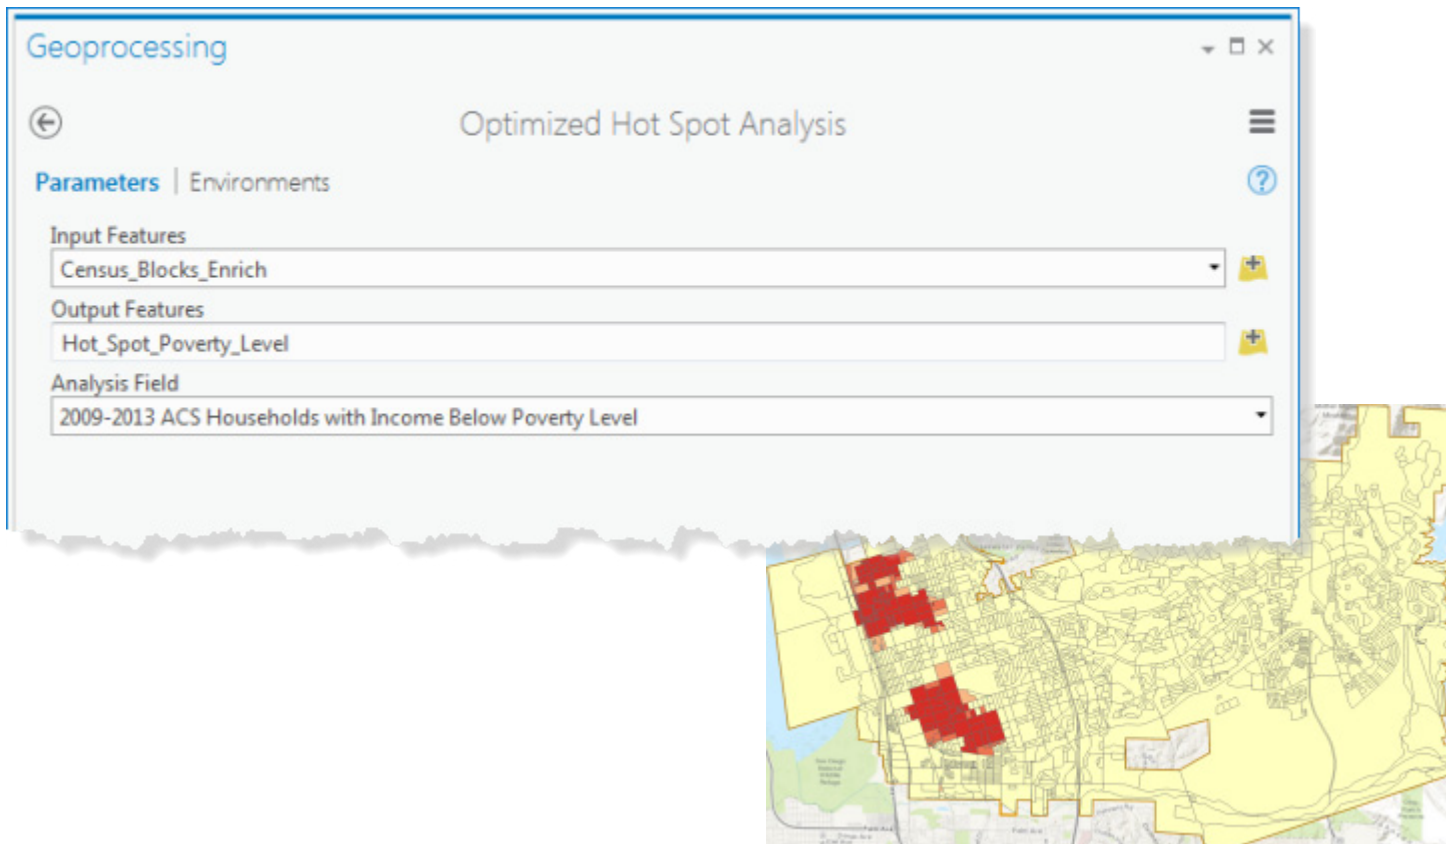 Geoprocessing
Optimized Hot Spot Analysis
Parameters | Environments
Input Features
Census_Blocks_Enrich
Output Features
Hot_Spot_Poverty_Level
Analysis Field
2009-2013 ACS Households with Income Below Poverty Level